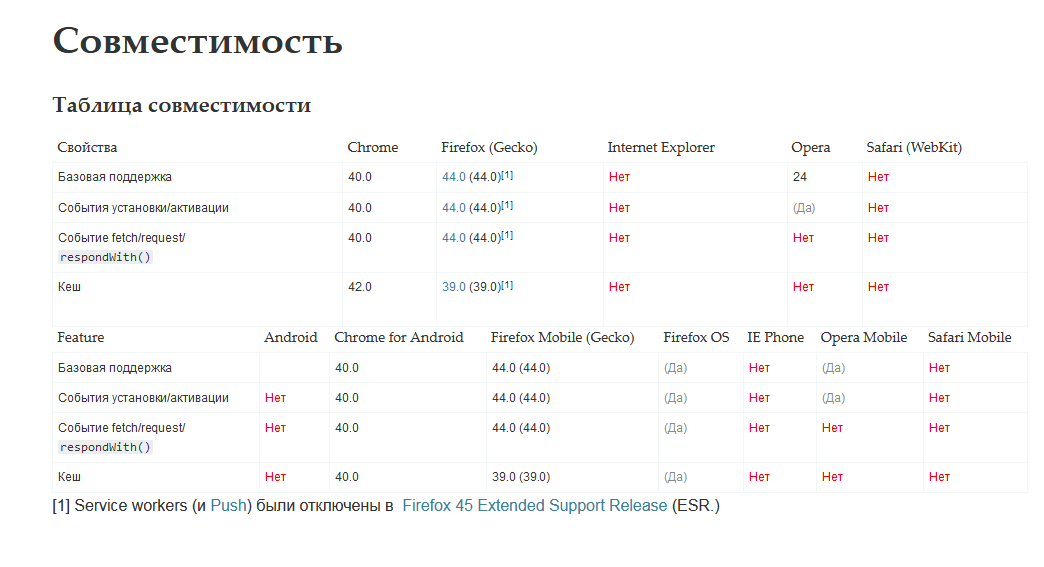 Совместимость
Таблица совместимости
Свойства Chrome Firefox (Gecko) Internet Explorer Opera Safari (WebKit)
Базовая поддержка 40.0 44.0 (44.0)[1] Нет 24 Нет
События установки/активации 40.0 44.0 (44.0)[1] Нет (Да) Нет
Событие fetch/request/ 40.0 44.0 (44.0)[1] Нет Нет Нет
respondWith()
Кеш 42.0 39.0 (39.0)[1] Нет Нет Нет
Feature Android Chrome for Android Firefox Mobile (Gecko) Firefox OS IE Phone Opera Mobile Safari Mobile
Базовая поддержка 40.0 44.0 (44.0) (Да) Нет (Да) Нет
События установки/активации Нет 40.0 44.0 (44.0) (Да) Нет (Да) Нет
Событие fetch/request/ Нет 40.0 44.0 (44.0) (Да) Нет Нет Нет
respondWith()
Кеш Нет 40.0 39.0 (39.0) (Да) Нет Нет Нет
[1] Service workers (и Push) были отключены в Firefox 45 Extended Support Release (ESR.)